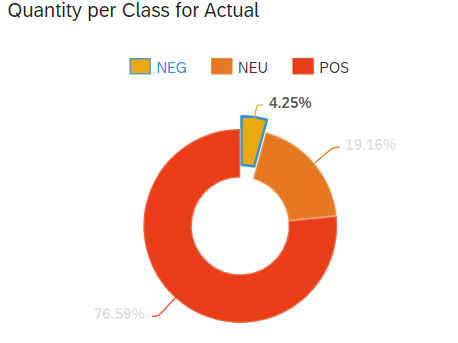 Quantity per Class for Actual
NEG NEU POS
4.25%
19.16%
76.59%